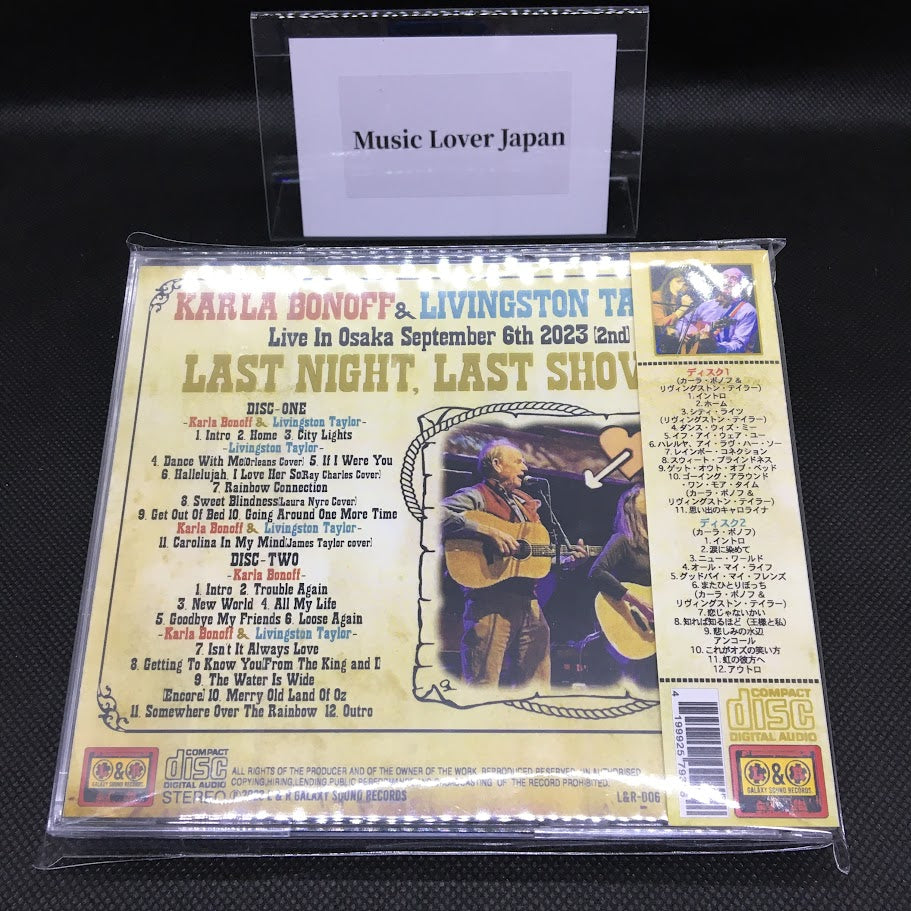 Music Lover Japan
KARLA BONOFF & LIVINGSTON TA
Live In Osaka September 6th 2023 [2nd]
LAST NIGHT, LAST SHOW
DISC-ONE
-Karla Bonoff & Livingston Taylor-
1. Intro 2. Home 3. City Lights
-Livingston Taylor-
4. Dance With Me[Orleans Cover] 5. If I Were You
6. Hallelujah, I Love Her So[Ray Charles Cover]
7. Rainbow Connection
8. Sweet Blindness[Laura Nyro Cover]
9. Get Out Of Bed 10. Going Around One More Time
Karla Bonoff & Livingston Taylor-
11. Carolina In My Mind[James Taylor cover]
DISC-TWO
-Karla Bonoff-
1. Intro 2. Trouble Again
3. New World 4. All My Life
5. Goodbye My Friends 6. Loose Again
-Karla Bonoff & Livingston Taylor-
7. Isn't It Always Love
8. Getting To Know You[From The King and I]
9. The Water Is Wide
[Encore] 10. Merry Old Land Of Oz
11. Somewhere Over The Rainbow 12. Outro
&
GALAXY SOUND RECORDS
COMPACT
disc
DIGITAL AUDIO
STEREO
ALL RIGHTS OF THE PRODUCER AND OF THE OWNER OF THE WORK. REPRODUCED RESERVED. UNAUTHORISED
COPYING, HIRING, LENDING, PUBLIC PERFORMANCE AND BROADCASTING OF THE RECORD PROHIBITED.
L & R GALAXY SOUND RECORDS
L&R-006
ディスク1
(カーラ・ボノフ &
リヴィングストン・テイラー)
1. イントロ
2. ホーム
3. シティ・ライツ
(リヴィングストン・テイラー)
4. ダンス・ウィズ・ミー
5. イフ・アイ・ウェア・ユー
6. ハレルヤ、アイ・ラヴ・ハー・ソー
7. レインボー・コネクション
8. スウィート・ブラインドネス
9. ゲット・オウト・オブ・ベッド
10. ゴーイング・アラウンド
ワン・モア・タイム
(カーラ・ボノフ &
リヴィングストン・テイラー)
11. 思い出のキャロライナ
ディスク2
(カーラ・ボノフ)
1. イントロ
2. 涙に染めて
3. ニュー・ワールド
4. オール・マイ・ライフ
5. グッドバイ・マイ・フレンズ
6. またひとりぼっち
(カーラ・ボノフ &
リヴィングストン・テイラー)
7. 恋じゃないかい
8. 知れば知るほど (王様と私)
9. 悲しみの水辺
アンコール
10. これがオズの笑い方
11. 虹の彼方へ
12. アウトロ
COMPACT
disc
DIGITAL AUDIO
&
GALAXY SOUND RECORDS